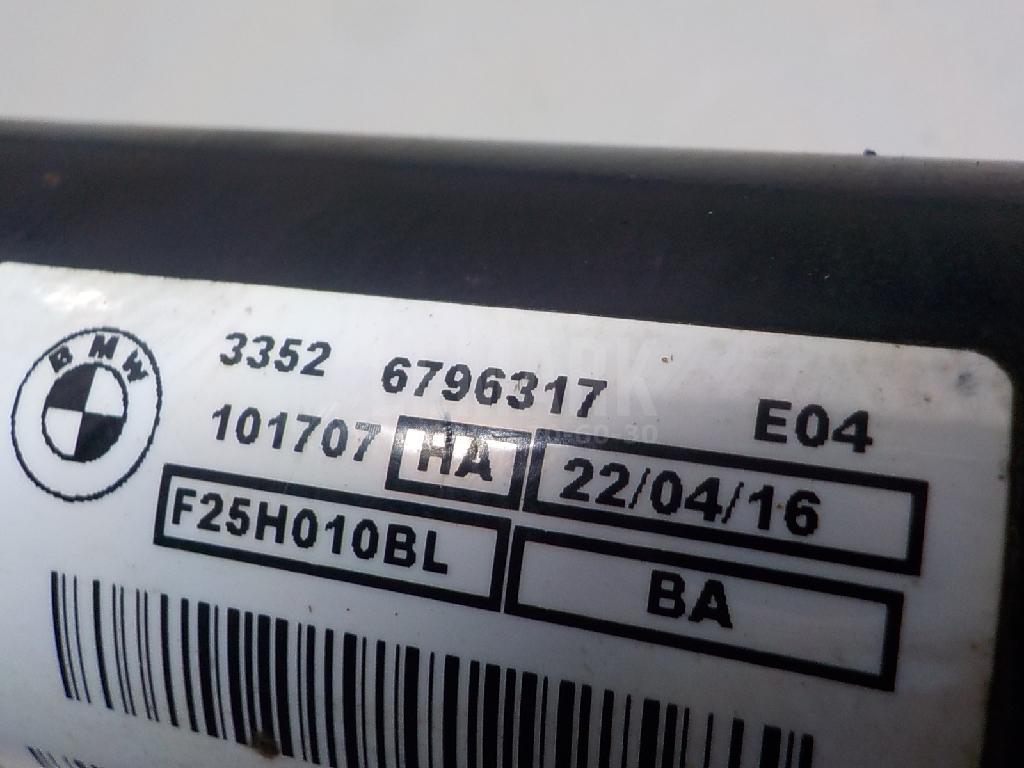 BMW
3352 6796317 E04
101707 HA 22/04/16
F25H010BL BA